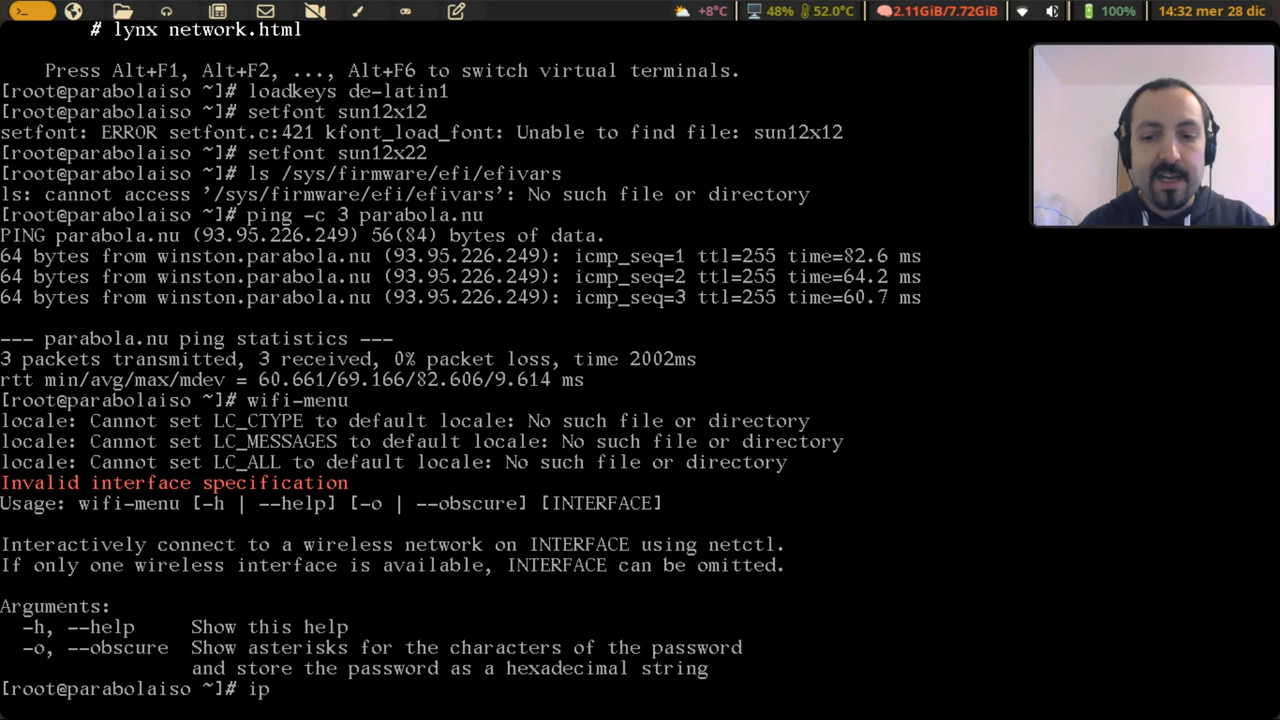 +8°C 48% 52.0°C 2.11GiB/7.72GiB 100% 14:32 mer 28 dic
# lynx network.html
Press Alt+F1, Alt+F2, ..., Alt+F6 to switch virtual terminals.
[root@parabolaiso ~]# loadkeys de-latin1
[root@parabolaiso ~]# setfont sun12x12
setfont: ERROR setfont.c:421 kfont_load_font: Unable to find file: sun12x12
[root@parabolaiso ~]# setfont sun12x22
[root@parabolaiso ~]# ls /sys/firmware/efi/efivars
ls: cannot access '/sys/firmware/efi/efivars': No such file or directory
[root@parabolaiso ~]# ping -c 3 parabola.nu
PING parabola.nu (93.95.226.249) 56(84) bytes of data.
64 bytes from winston.parabola.nu (93.95.226.249): icmp_seq=1 ttl=255 time=82.6 ms
64 bytes from winston.parabola.nu (93.95.226.249): icmp_seq=2 ttl=255 time=64.2 ms
64 bytes from winston.parabola.nu (93.95.226.249): icmp_seq=3 ttl=255 time=60.7 ms
--- parabola.nu ping statistics ---
3 packets transmitted, 3 received, 0% packet loss, time 2002ms
rtt min/avg/max/mdev = 60.661/69.166/82.606/9.614 ms
[root@parabolaiso ~]# wifi-menu
locale: Cannot set LC_CTYPE to default locale: No such file or directory
locale: Cannot set LC_MESSAGES to default locale: No such file or directory
locale: Cannot set LC_ALL to default locale: No such file or directory
Invalid interface specification
Usage: wifi-menu [-h | --help] [-o | --obscure] [INTERFACE]
Interactively connect to a wireless network on INTERFACE using netctl.
If only one wireless interface is available, INTERFACE can be omitted.
Arguments:
-h, --help Show this help
-o, --obscure Show asterisks for the characters of the password
and store the password as a hexadecimal string
[root@parabolaiso ~]# ip